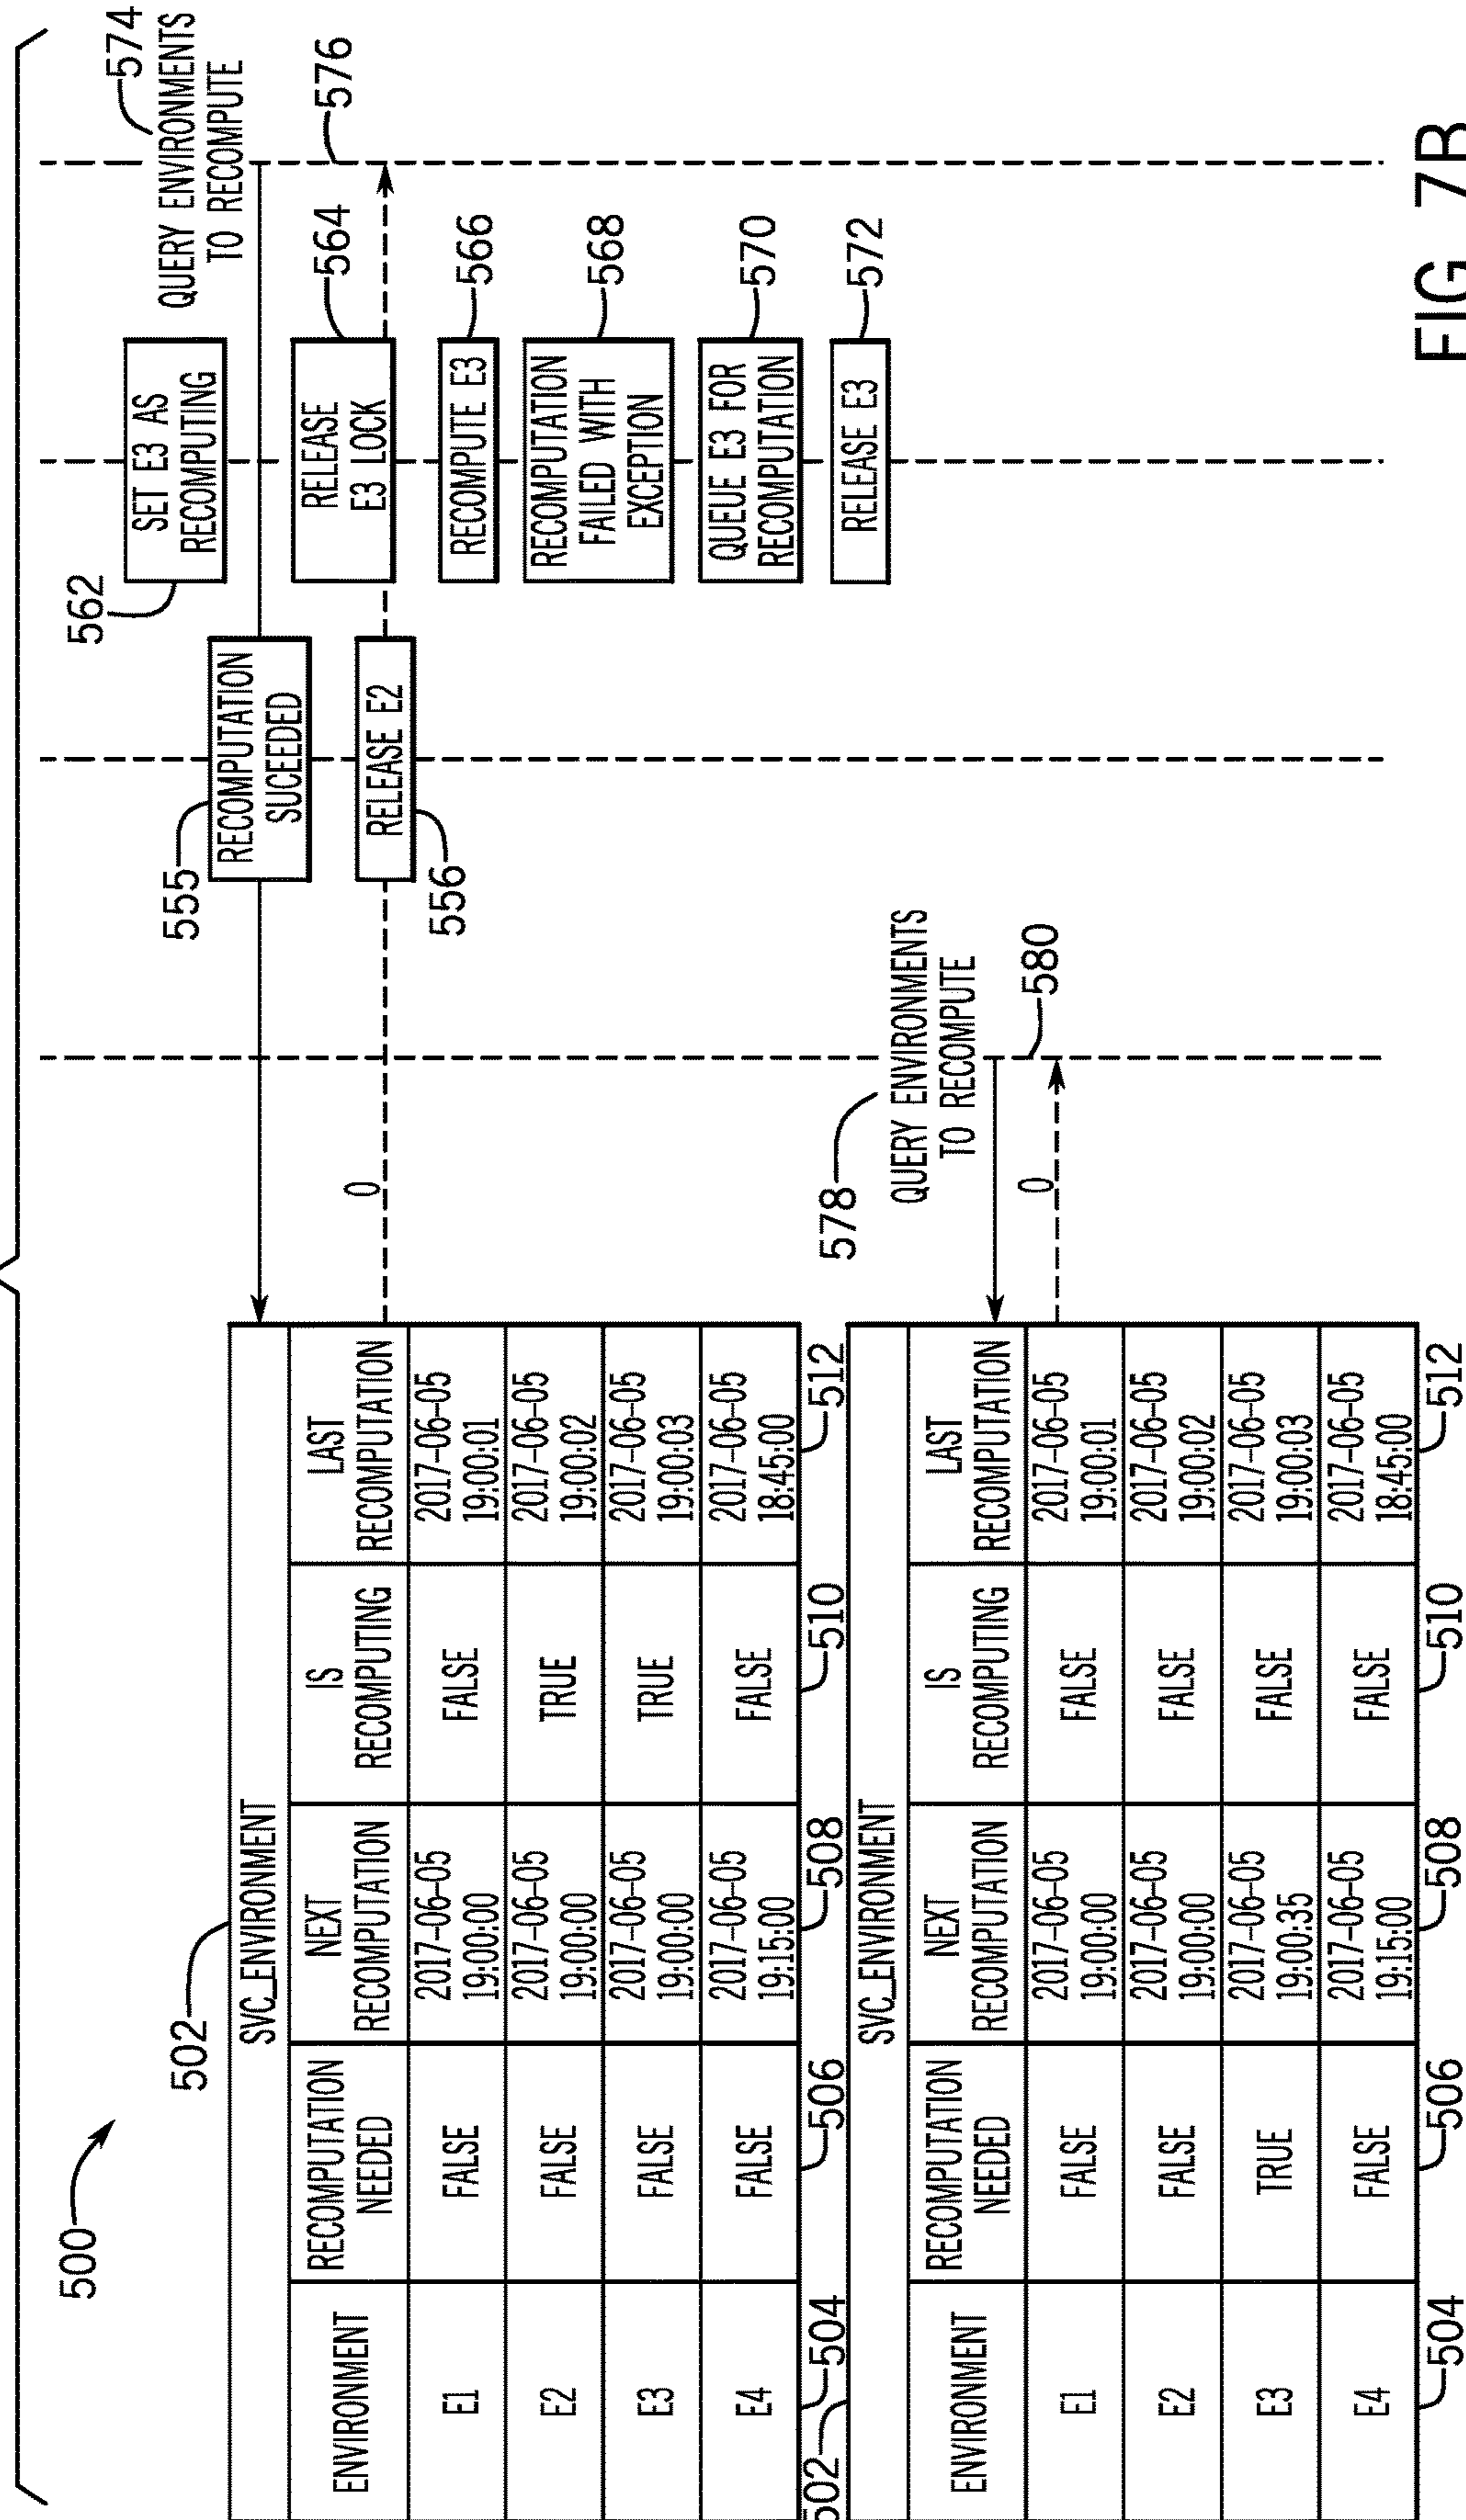 500
502
SVC_ENVIRONMENT
ENVIRONMENT
RECOMPUTATION
NEEDED
NEXT
RECOMPUTATION
IS
RECOMPUTING
LAST
RECOMPUTATION
E1
FALSE
2017-06-05
19:00:00
FALSE
2017-06-05
19:00:01
E2
FALSE
2017-06-05
19:00:00
TRUE
2017-06-05
19:00:02
E3
FALSE
2017-06-05
19:00:00
TRUE
2017-06-05
19:00:03
E4
FALSE
2017-06-05
19:15:00
FALSE
2017-06-05
18:45:00
504
506
508
510
512
0
555
RECOMPUTATION
SUCEEDED
RELEASE E2
556
562
SET E3 AS
RECOMPUTING
574
QUERY ENVIRONMENTS
TO RECOMPUTE
576
RELEASE
E3 LOCK
564
RECOMPUTE E3
566
RECOMPUTATION
FAILED WITH
EXCEPTION
568
QUEUE E3 FOR
RECOMPUTATION
570
RELEASE E3
572
502
SVC_ENVIRONMENT
ENVIRONMENT
RECOMPUTATION
NEEDED
NEXT
RECOMPUTATION
IS
RECOMPUTING
LAST
RECOMPUTATION
E1
FALSE
2017-06-05
19:00:00
FALSE
2017-06-05
19:00:01
E2
FALSE
2017-06-05
19:00:00
FALSE
2017-06-05
19:00:02
E3
TRUE
2017-06-05
19:00:35
FALSE
2017-06-05
19:00:03
E4
FALSE
2017-06-05
19:15:00
FALSE
2017-06-05
18:45:00
504
506
508
510
512
578
QUERY ENVIRONMENTS
TO RECOMPUTE
580
0
FIG. 7B